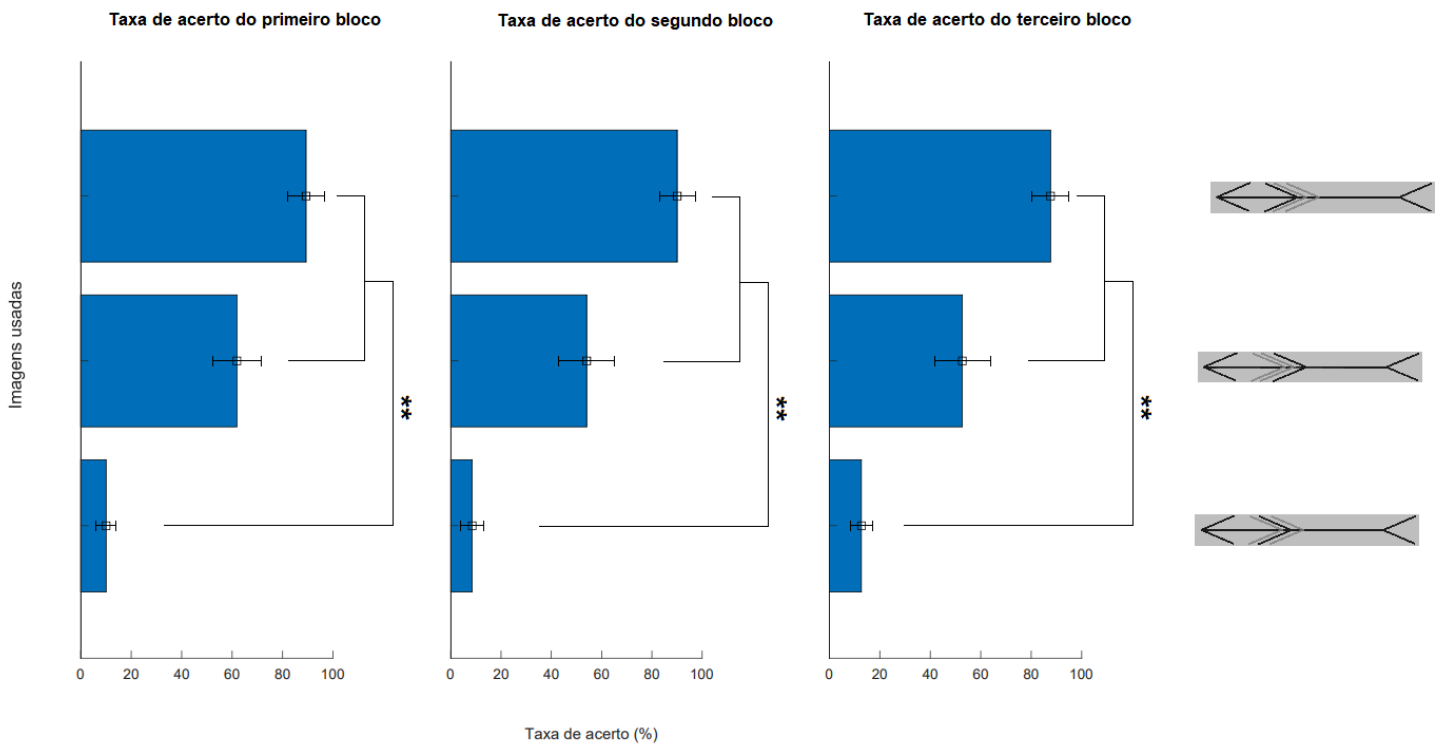 Taxa de acerto do primeiro bloco
Taxa de acerto do segundo bloco
Taxa de acerto do terceiro bloco
Imagens usadas
**
**
**
0 20 40 60 80 100
0 20 40 60 80 100
0 20 40 60 80 100
Taxa de acerto (%)